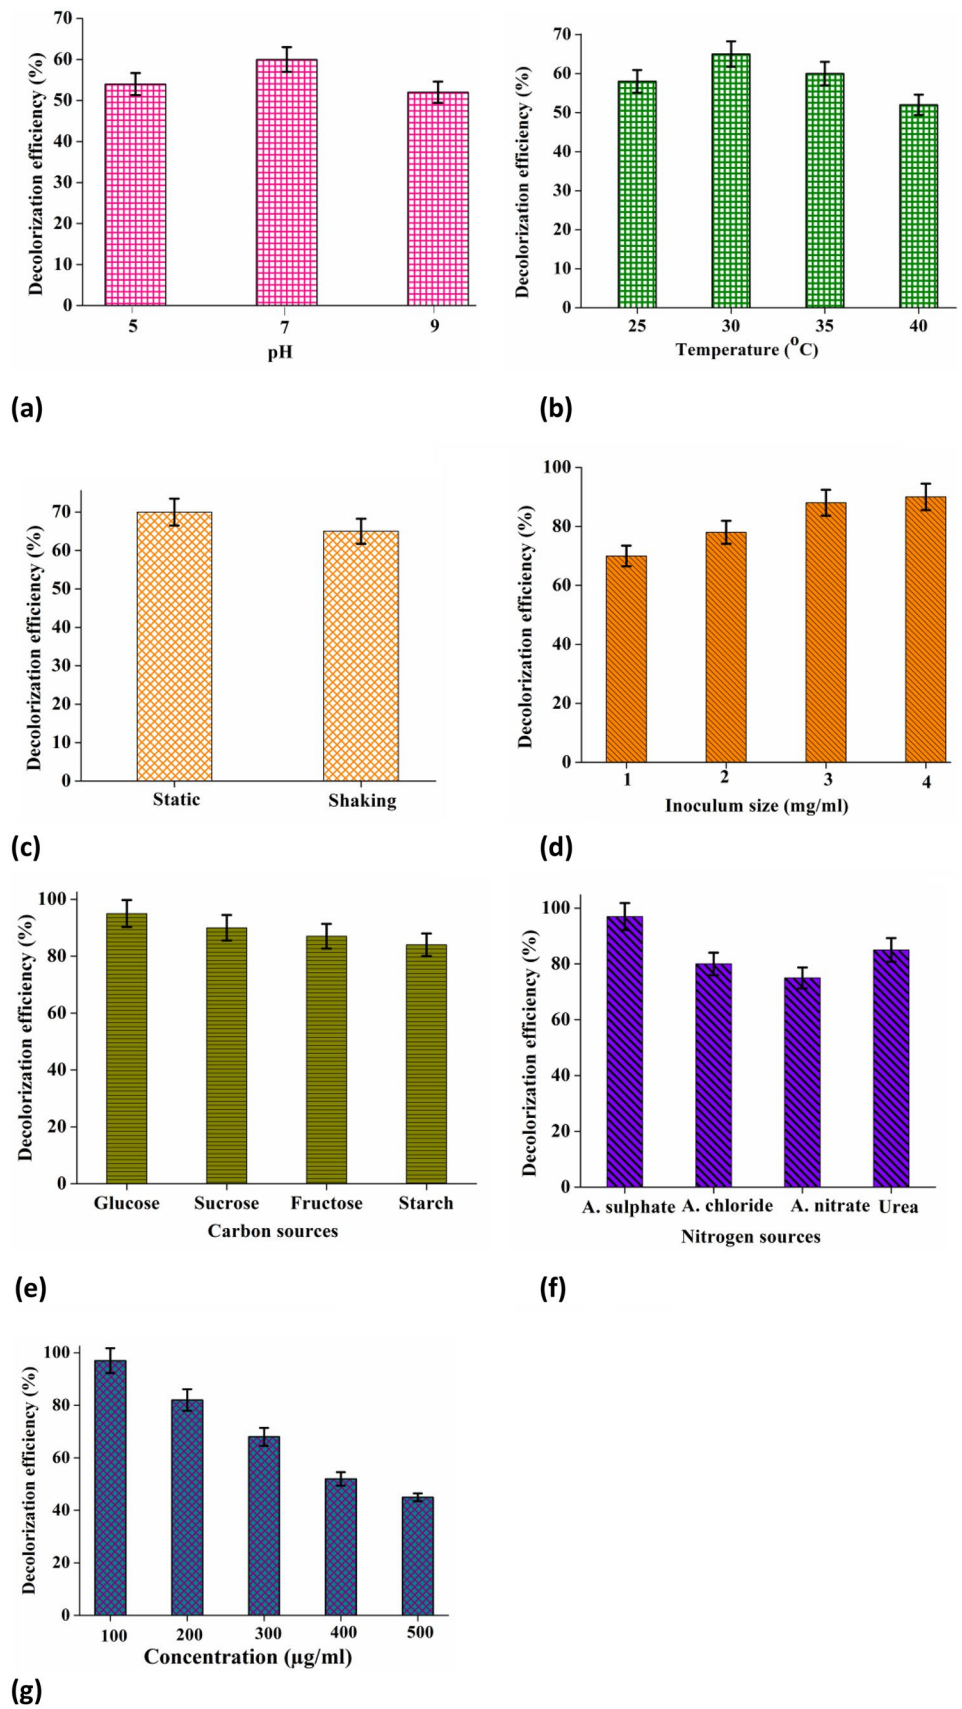 70
60
50
40
30
20
10
0
Decolorization efficiency (%)
5 7 9
pH
(a)
70
60
50
40
30
20
10
0
Decolorization efficiency (%)
25 30 35 40
Temperature (°C)
(b)
70
60
50
40
30
20
10
0
Decolorization efficiency (%)
Static Shaking
(c)
100
80
60
40
20
0
Decolorization efficiency (%)
1 2 3 4
Inoculum size (mg/ml)
(d)
100
80
60
40
20
0
Decolorization efficiency (%)
Glucose Sucrose Fructose Starch
Carbon sources
(e)
100
80
60
40
20
0
Decolorization efficiency (%)
A. sulphate A. chloride A. nitrate Urea
Nitrogen sources
(f)
100
80
60
40
20
0
Decolorization efficiency (%)
100 200 300 400 500
Concentration (µg/ml)
(g)